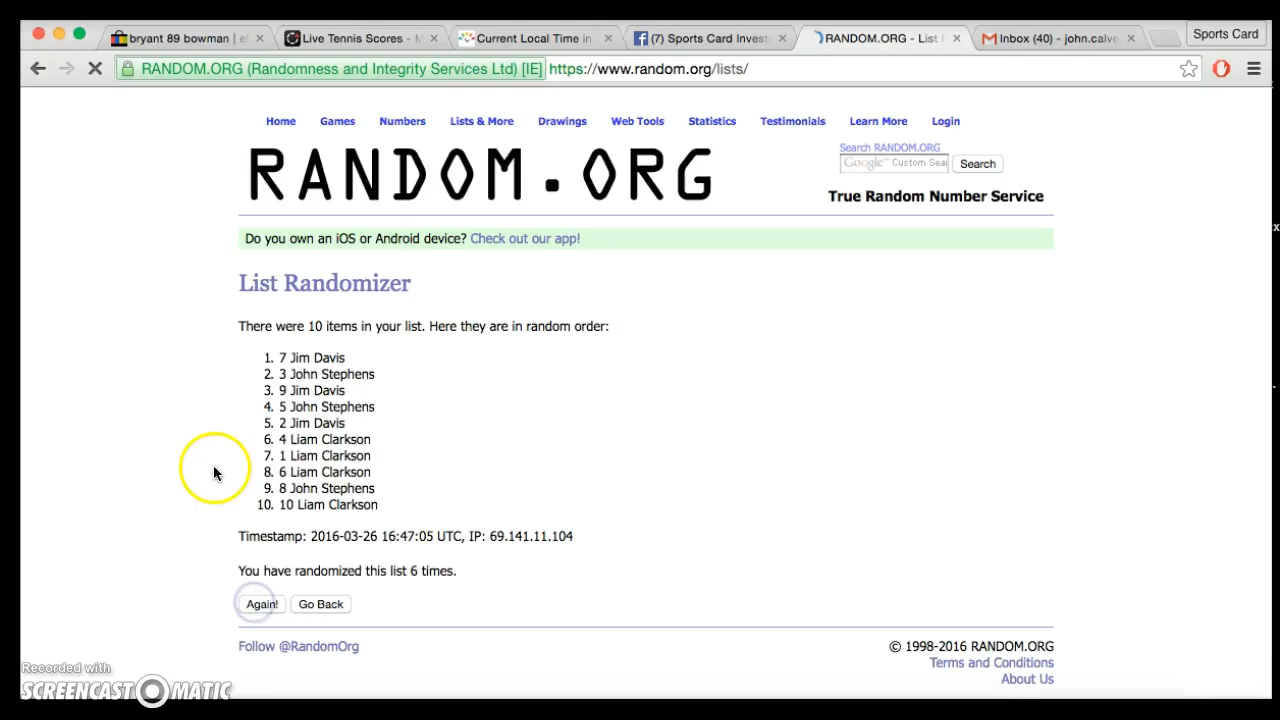 bryant 89 bowman | el
Live Tennis Scores - M
Current Local Time in
(7) Sports Card Invest
RANDOM.ORG - List
Inbox (40) - john.calve
Sports Card
RANDOM.ORG (Randomness and Integrity Services Ltd) [IE] https://www.random.org/lists/
Home Games Numbers Lists & More Drawings Web Tools Statistics Testimonials Learn More Login
RANDOM.ORG
Search RANDOM.ORG
Google™ Custom Sear Search
True Random Number Service
Do you own an iOS or Android device? Check out our app!
List Randomizer
There were 10 items in your list. Here they are in random order:
1. 7 Jim Davis
2. 3 John Stephens
3. 9 Jim Davis
4. 5 John Stephens
5. 2 Jim Davis
6. 4 Liam Clarkson
7. 1 Liam Clarkson
8. 6 Liam Clarkson
9. 8 John Stephens
10. 10 Liam Clarkson
Timestamp: 2016-03-26 16:47:05 UTC, IP: 69.141.11.104
You have randomized this list 6 times.
Again! Go Back
Follow @RandomOrg
© 1998-2016 RANDOM.ORG
Terms and Conditions
About Us
Recorded with
SCREENCAST-O-MATIC